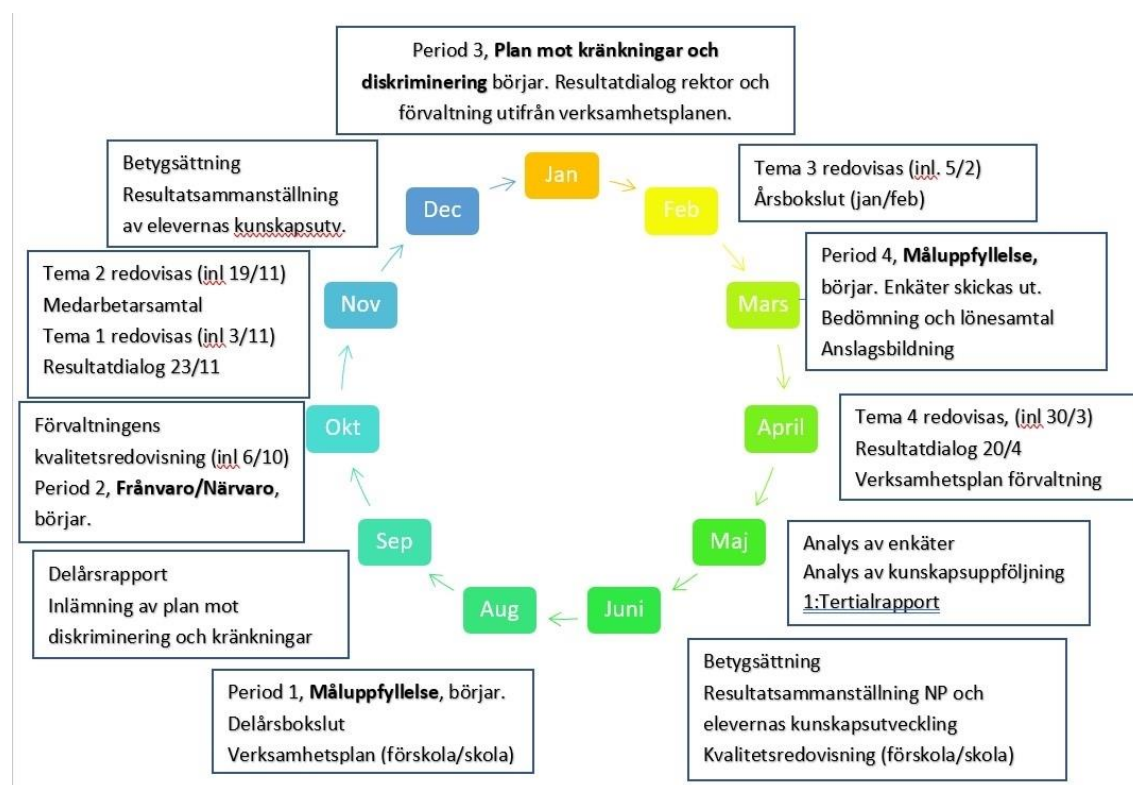 Period 3, Plan mot kränkningar och
diskriminering börjar. Resultatdialog rektor och
förvaltning utifrån verksamhetsplanen.
Jan
Tema 3 redovisas (inl. 5/2)
Årsbokslut (jan/feb)
Feb
Period 4, Måluppfyllelse,
börjar. Enkäter skickas ut.
Bedömning och lönesamtal
Anslagsbildning
Mars
Tema 4 redovisas, (inl 30/3)
Resultatdialog 20/4
Verksamhetsplan förvaltning
April
Analys av enkäter
Analys av kunskapsuppföljning
1:Tertialrapport
Maj
Betygsättning
Resultatsammanställning NP och
elevernas kunskapsutveckling
Kvalitetsredovisning (förskola/skola)
Juni
Period 1, Måluppfyllelse, börjar.
Delårsbokslut
Verksamhetsplan (förskola/skola)
Aug
Delårsrapport
Inlämning av plan mot
diskriminering och kränkningar
Sep
Förvaltningens
kvalitetsredovisning (inl 6/10)
Period 2, Frånvaro/Närvaro,
börjar.
Okt
Tema 2 redovisas (inl 19/11)
Medarbetarsamtal
Tema 1 redovisas (inl 3/11)
Resultatdialog 23/11
Nov
Betygsättning
Resultatsammanställning
av elevernas kunskapsutv.
Dec